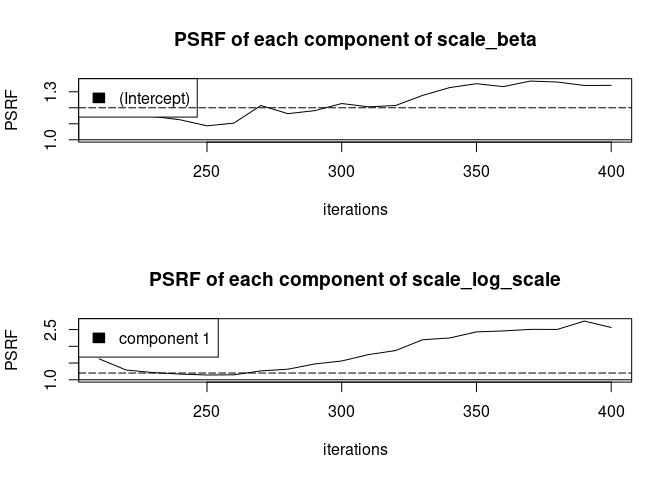 PSRF of each component of scale_beta
PSRF
1.3
1.0
(Intercept)
250 300 350 400
iterations
PSRF of each component of scale_log_scale
PSRF
2.5
1.0
component 1
250 300 350 400
iterations